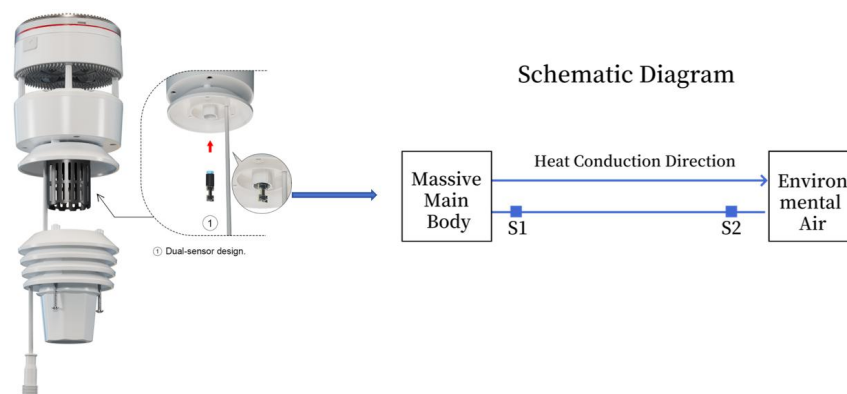 Schematic Diagram
Massive
Main
Body
Heat Conduction Direction
S1
S2
Environ
mental
Air
1
① Dual-sensor design.